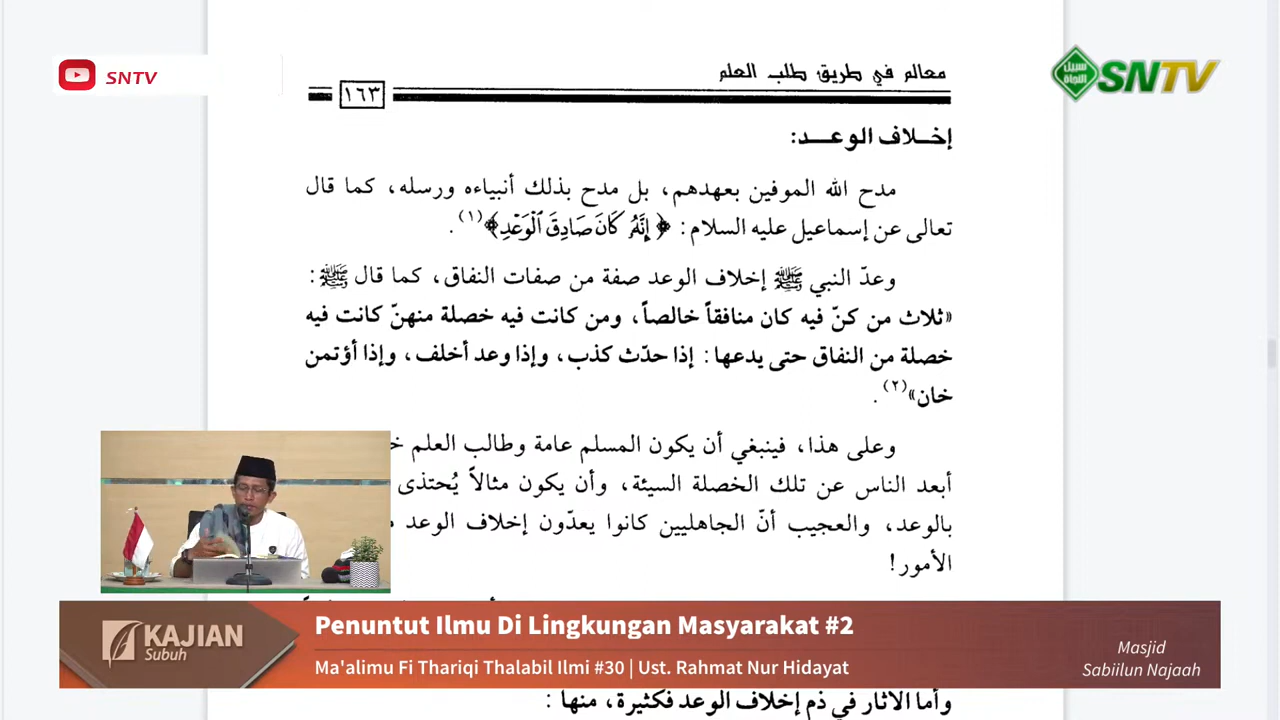 SNTV
سبيل
النجاة
SNTV
معالم في طريق طلب العلم
١٦٣
إخـلاف الوعـد:
مدح الله الموفين بعهدهم، بل مدح بذلك أنبياءه ورسله، كما قال
تعالى عن إسماعيل عليه السلام: ﴿إِنَّهُ كَانَ صَادِقَ ٱلْوَعْدِ﴾(١).
وعدّ النبي ﷺ إخلاف الوعد صفة من صفات النفاق، كما قال ﷺ:
«ثلاث من كنّ فيه كان منافقاً خالصاً، ومن كانت فيه خصلة منهنّ كانت فيه
خصلة من النفاق حتى يدعها: إذا حدّث كذب، وإذا وعد أخلف، وإذا أؤتمن
خان»(٢).
وعلى هذا، فينبغي أن يكون المسلم عامة وطالب العلم
أبعد الناس عن تلك الخصلة السيئة، وأن يكون مثالاً يُحتذى
بالوعد، والعجيب أنّ الجاهليين كانوا يعدّون إخلاف الوعد
الأمور!
KAJIAN
Subuh
Penuntut Ilmu Di Lingkungan Masyarakat #2
Ma'alimu Fi Thariqi Thalabil Ilmi #30 | Ust. Rahmat Nur Hidayat
Masjid
Sabiilun Najaah
وأما الآثار في ذم إخلاف الوعد فكثيرة، منها: